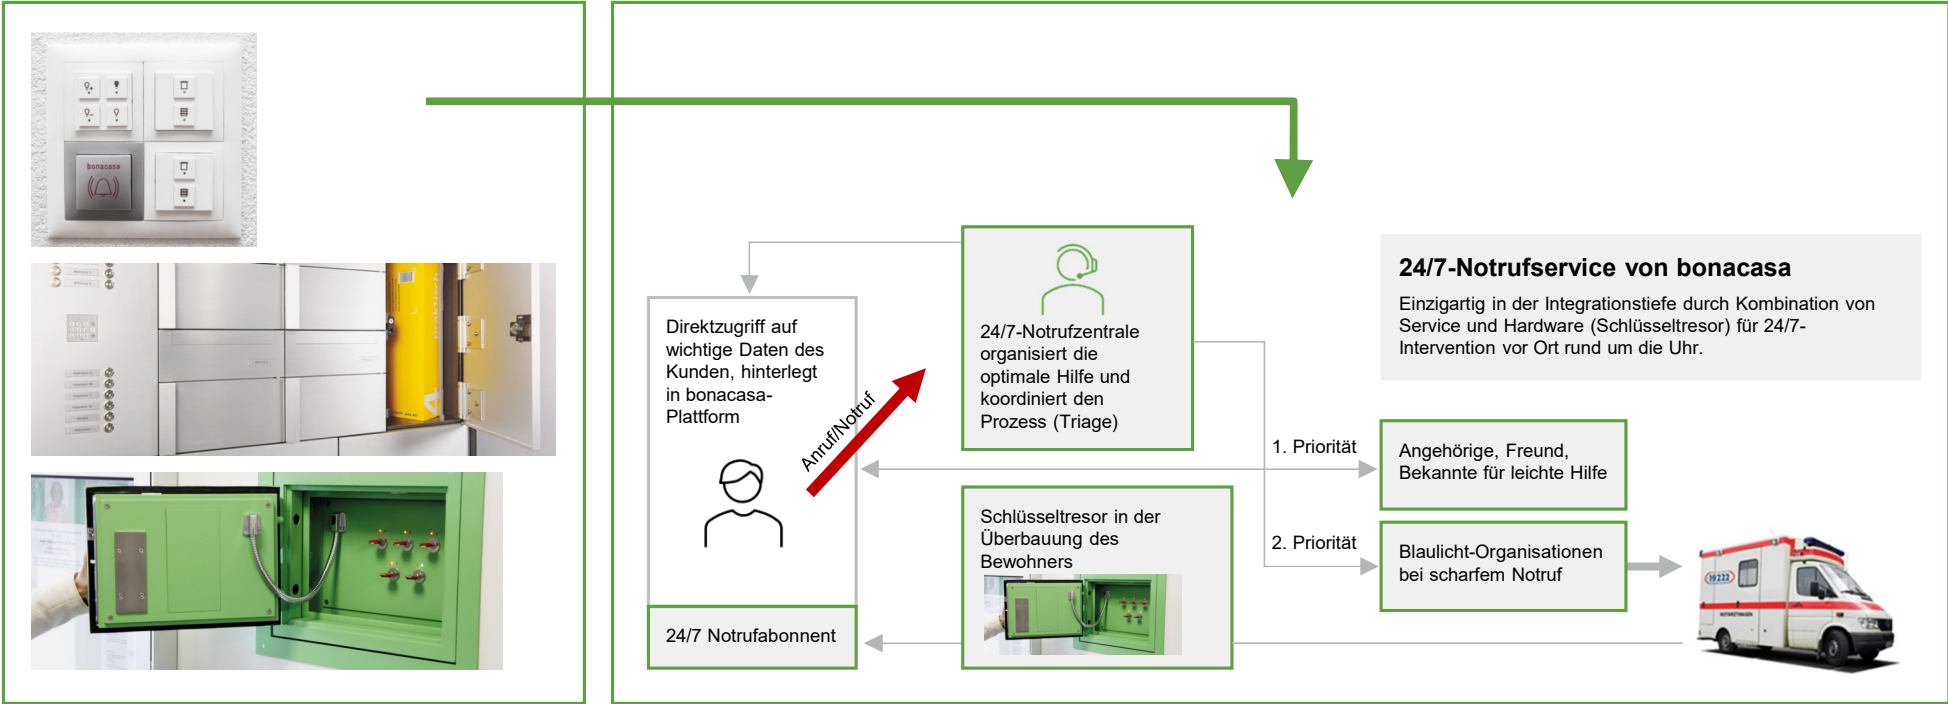 bonacasa
Direktzugriff auf
wichtige Daten des
Kunden, hinterlegt
in bonacasa-
Plattform
24/7 Notrufabonnent
Anruf/Notruf
24/7-Notrufzentrale
organisiert die
optimale Hilfe und
koordiniert den
Prozess (Triage)
Schlüsseltresor in der
Überbauung des
Bewohners
24/7-Notrufservice von bonacasa
Einzigartig in der Integrationstiefe durch Kombination von
Service und Hardware (Schlüsseltresor) für 24/7-
Intervention vor Ort rund um die Uhr.
1. Priorität
Angehörige, Freund,
Bekannte für leichte Hilfe
2. Priorität
Blaulicht-Organisationen
bei scharfem Notruf
19222
NOTARZTWAGEN